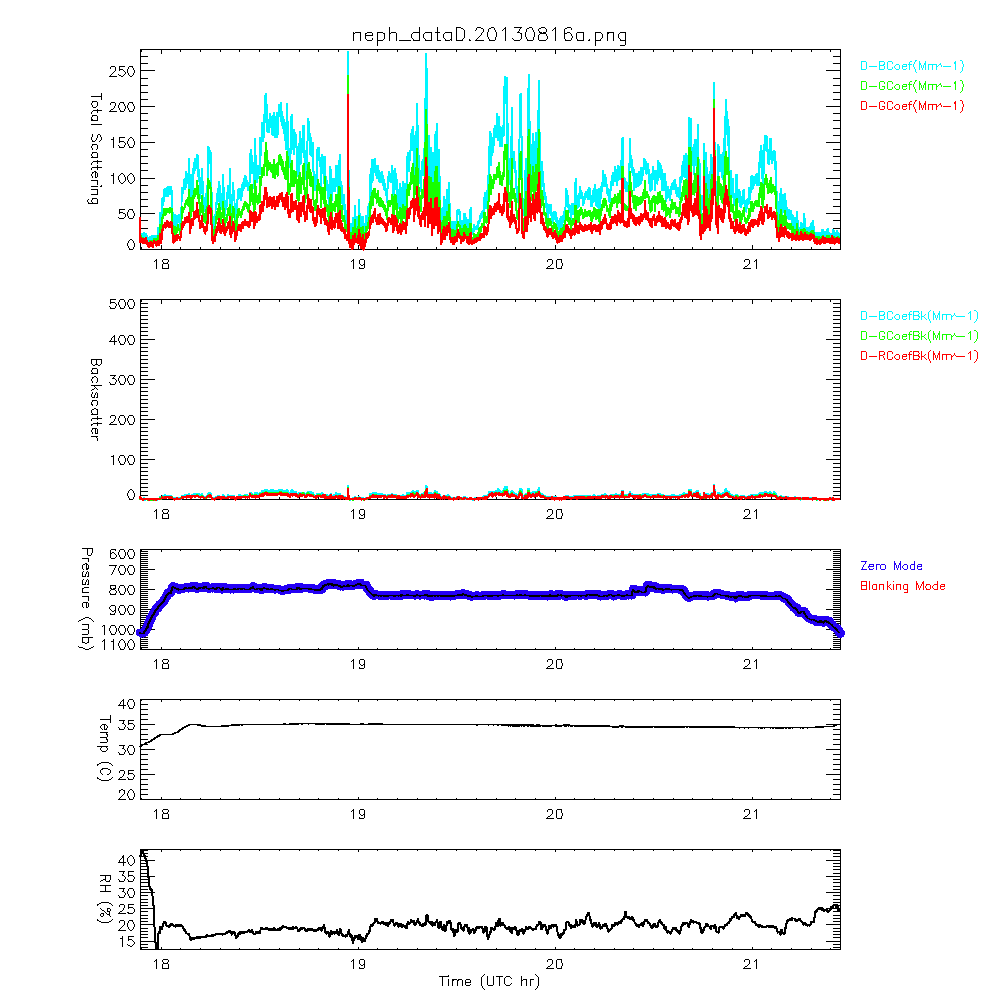 neph_dataD.20130816a.png
Total Scattering
250
200
150
100
50
0
18 19 20 21
D-BCoef(Mm^-1)
D-GCoef(Mm^-1)
D-GCoef(Mm^-1)
Backscatter
500
400
300
200
100
0
18 19 20 21
D-BCoefBk(Mm^-1)
D-GCoefBk(Mm^-1)
D-RCoefBk(Mm^-1)
Pressure (mb)
600
700
800
900
1000
1100
18 19 20 21
Zero Mode
Blanking Mode
Temp (C)
40
35
30
25
20
18 19 20 21
RH (%)
40
35
30
25
20
15
18 19 20 21
Time (UTC hr)